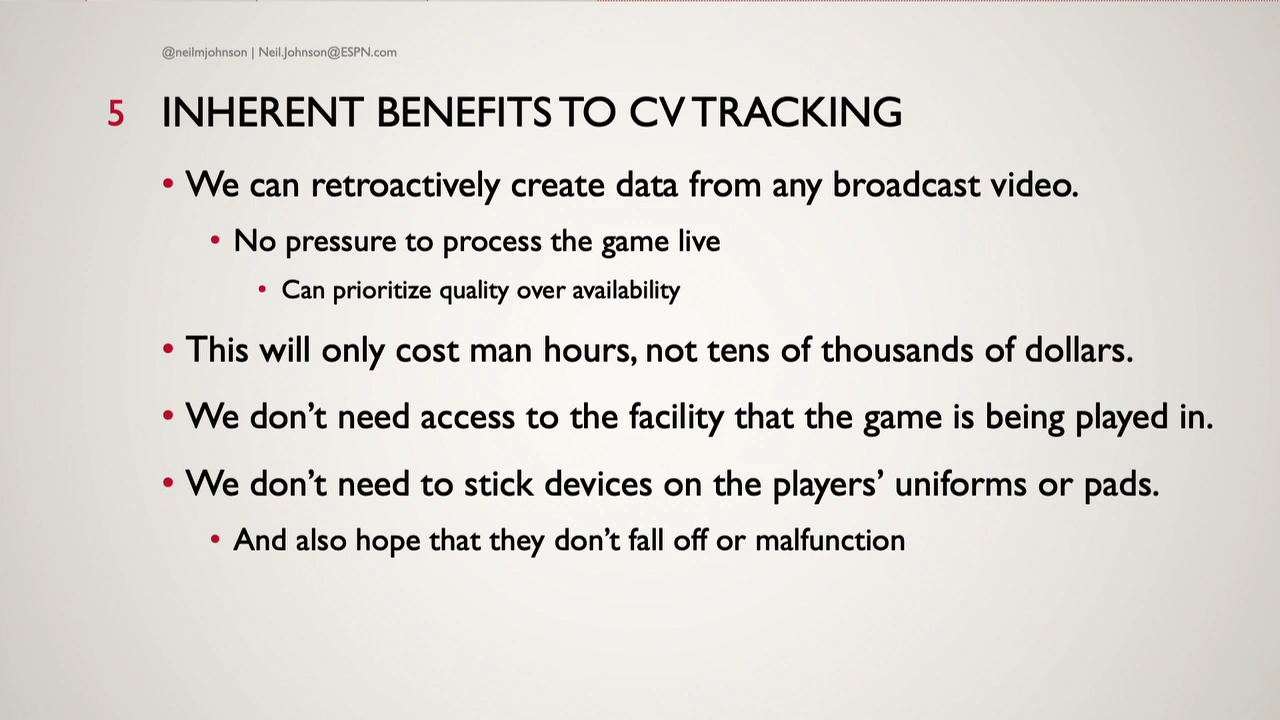 @neilmjohnson | Neil.Johnson@ESPN.com
5 INHERENT BENEFITS TO CV TRACKING
• We can retroactively create data from any broadcast video.
• No pressure to process the game live
• Can prioritize quality over availability
• This will only cost man hours, not tens of thousands of dollars.
• We don’t need access to the facility that the game is being played in.
• We don’t need to stick devices on the players’ uniforms or pads.
• And also hope that they don’t fall off or malfunction